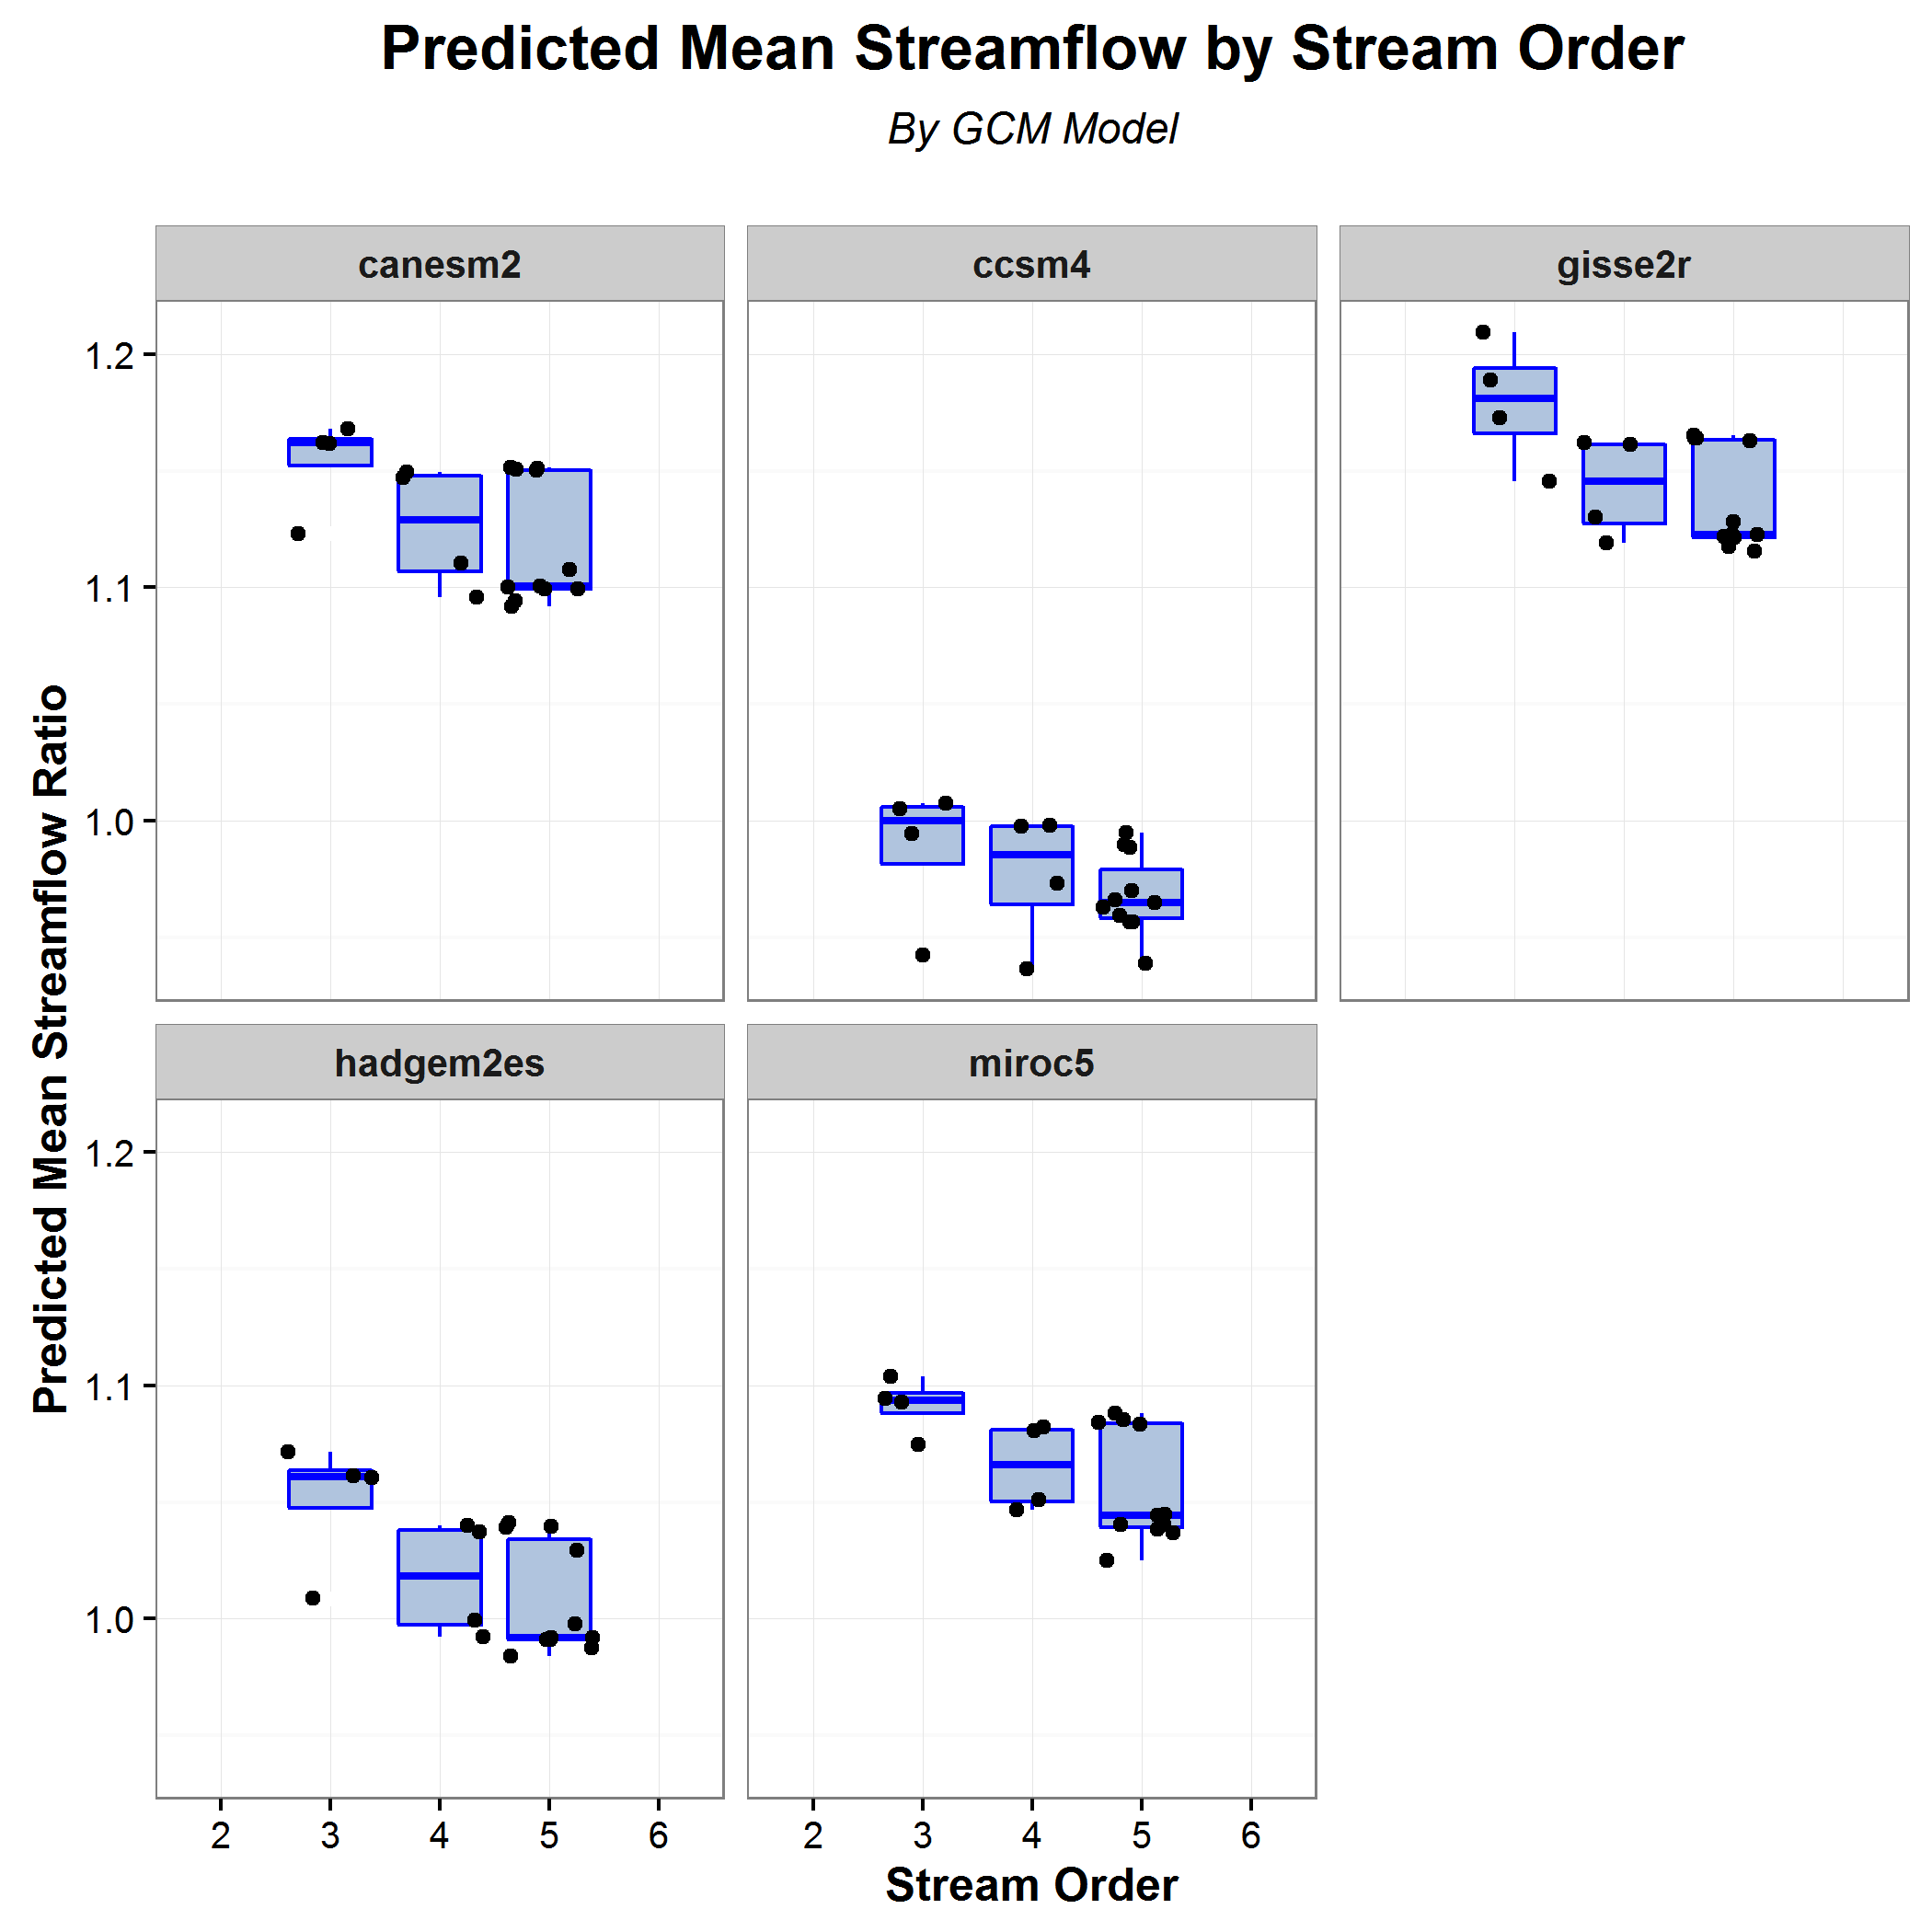 Predicted Mean Streamflow by Stream Order
By GCM Model
canesm2
ccsm4
gisse2r
1.2
1.1
1.0
Predicted Mean Streamflow Ratio
hadgem2es
miroc5
1.2
1.1
1.0
2 3 4 5 6
2 3 4 5 6
Stream Order